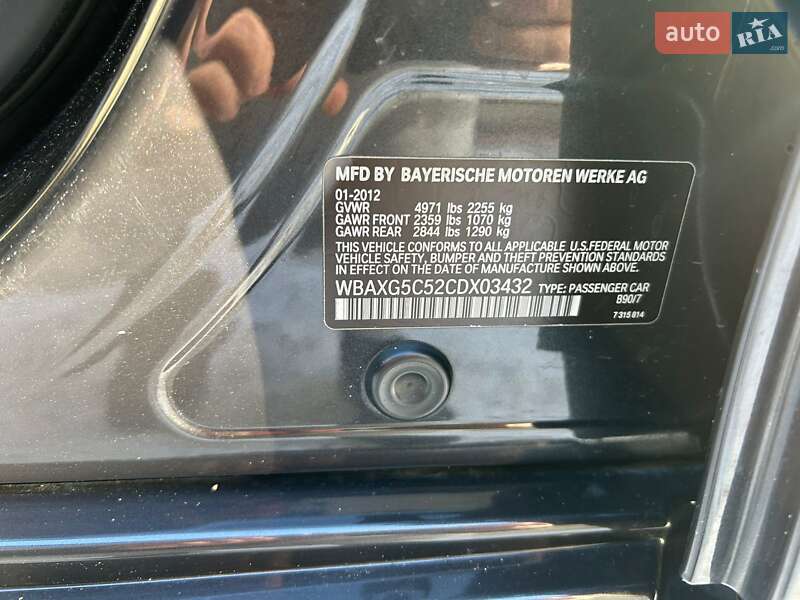 auto RIA.com
MFD BY BAYERISCHE MOTOREN WERKE AG
01-2012
GVWR 4971 lbs 2255 kg
GAWR FRONT 2359 lbs 1070 kg
GAWR REAR 2844 lbs 1290 kg
THIS VEHICLE CONFORMS TO ALL APPLICABLE U.S.FEDERAL MOTOR
VEHICLE SAFETY, BUMPER AND THEFT PREVENTION STANDARDS
IN EFFECT ON THE DATE OF MANUFACTURE SHOWN ABOVE.
WBAXG5C52CDX03432 TYPE: PASSENGER CAR
B90/7
7 315 814